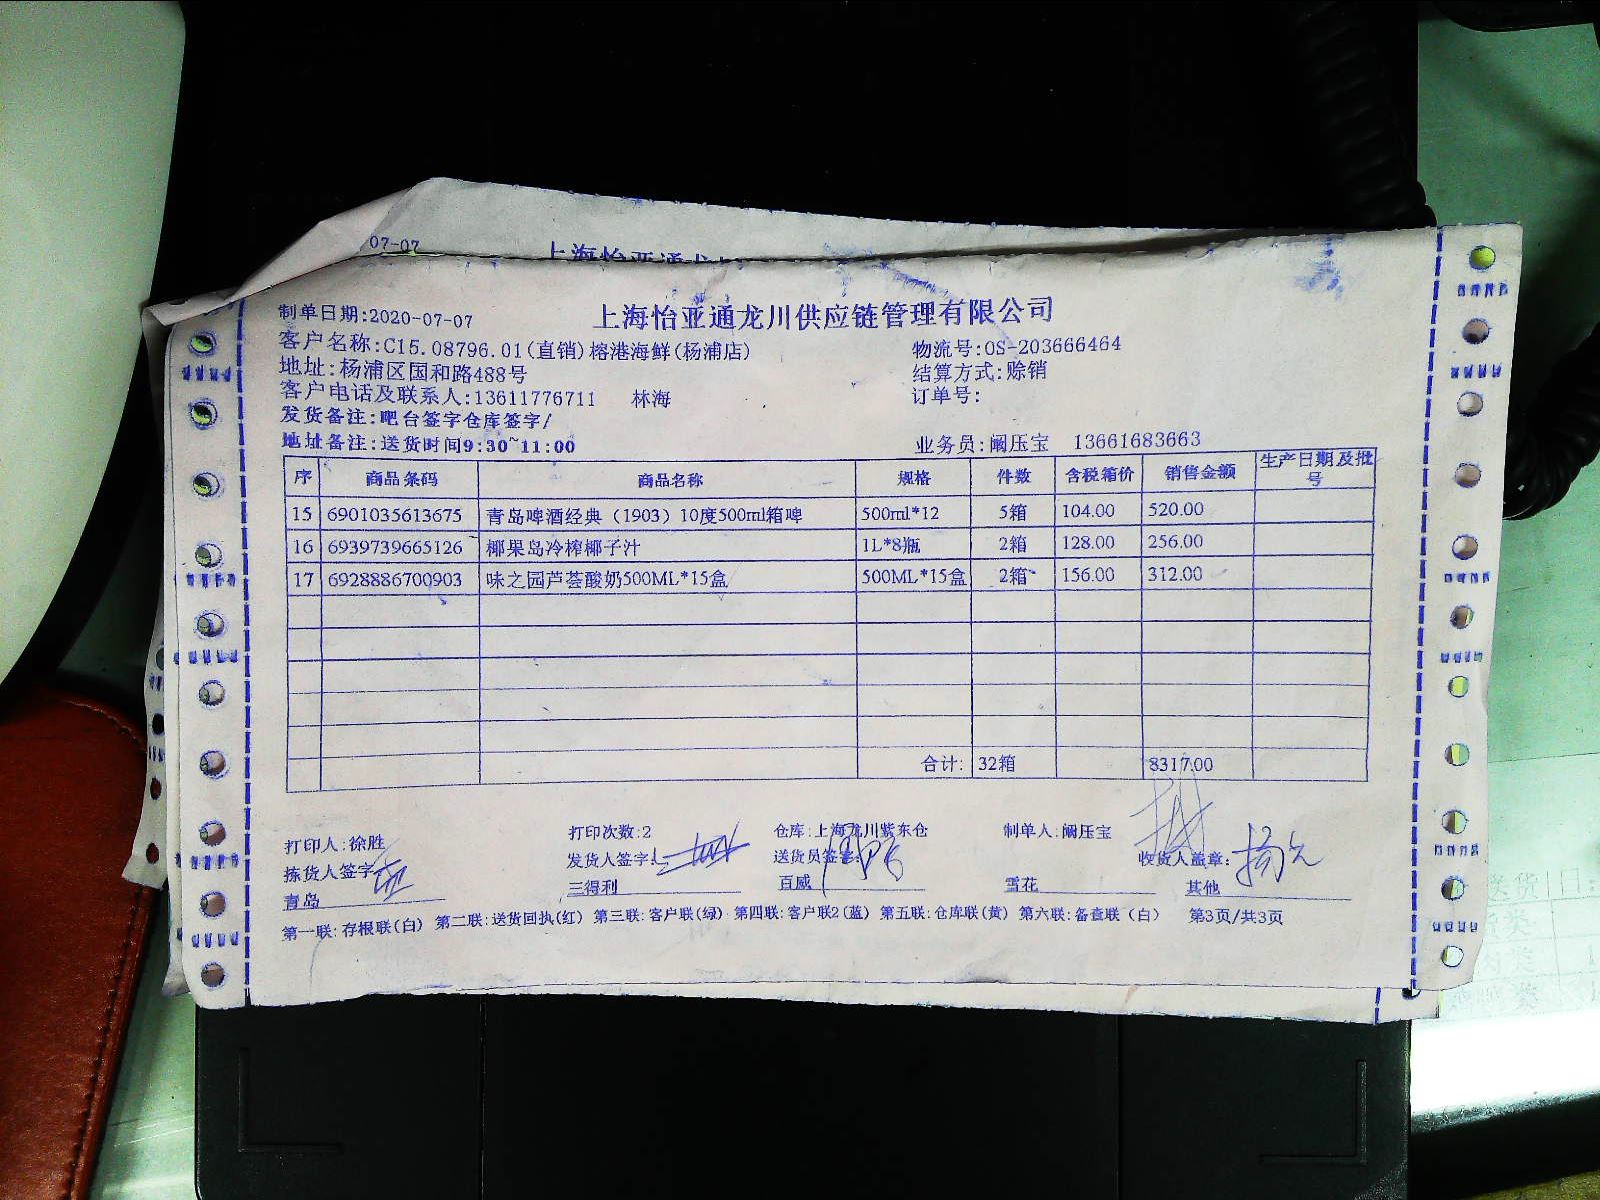 07-07
上海怡亚通龙川
制单日期:2020-07-07
上海怡亚通龙川供应链管理有限公司
客户名称:C15.08796.01(直销)榕港海鲜(杨浦店) 物流号:OS-203666464
地址:杨浦区国和路488号 结算方式:赊销
客户电话及联系人:13611776711 林海 订单号:
发货备注:吧台签字仓库签字/
地址备注:送货时间9:30~11:00 业务员:阚压宝 13661683663
序 商品条码 商品名称 规格 件数 含税箱价 销售金额 生产日期及批号
15 6901035613675 青岛啤酒经典（1903）10度500ml箱啤 500ml*12 5箱 104.00 520.00
16 6939739665126 椰果岛冷榨椰子汁 1L*8瓶 2箱 128.00 256.00
17 6928886700903 味之园芦荟酸奶500ML*15盒 500ML*15盒 2箱 156.00 312.00
合计: 32箱 8317.00
打印人:徐胜 打印次数:2 仓库:上海龙川紫东仓 制单人:阚压宝
拣货人签字 发货人签字: 送货员签字: 收货人盖章:
青岛 三得利 百威 雪花 其他
第一联:存根联(白) 第二联:送货回执(红) 第三联:客户联(绿) 第四联:客户联2(蓝) 第五联:仓库联(黄) 第六联:备查联（白） 第3页/共3页